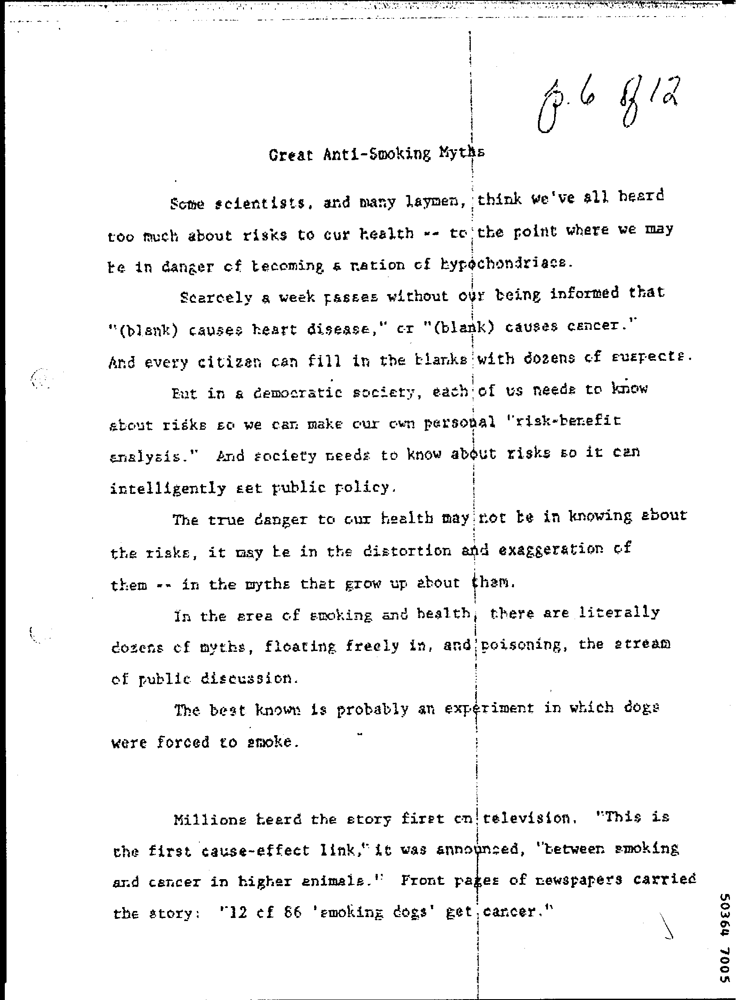 p. 6 of 12
Great Anti-Smoking Myths
Some scientists, and many laymen, think we've all heard
too much about risks to our health -- to the point where we may
be in danger of becoming a nation of hypochondriacs.
Scarcely a week passes without our being informed that
"(blank) causes heart disease," or "(blank) causes cancer."
And every citizen can fill in the blanks with dozens of suspects.
But in a democratic society, each of us needs to know
about risks so we can make our own personal "risk-benefit
analysis." And society needs to know about risks so it can
intelligently set public policy.
The true danger to our health may not be in knowing about
the risks, it may be in the distortion and exaggeration of
them -- in the myths that grow up about them.
In the area of smoking and health, there are literally
dozens of myths, floating freely in, and poisoning, the stream
of public discussion.
The best known is probably an experiment in which dogs
were forced to smoke.
Millions heard the story first on television. "This is
the first cause-effect link," it was announced, "between smoking
and cancer in higher animals." Front pages of newspapers carried
the story: "12 of 86 'smoking dogs' get cancer."
50364 7005